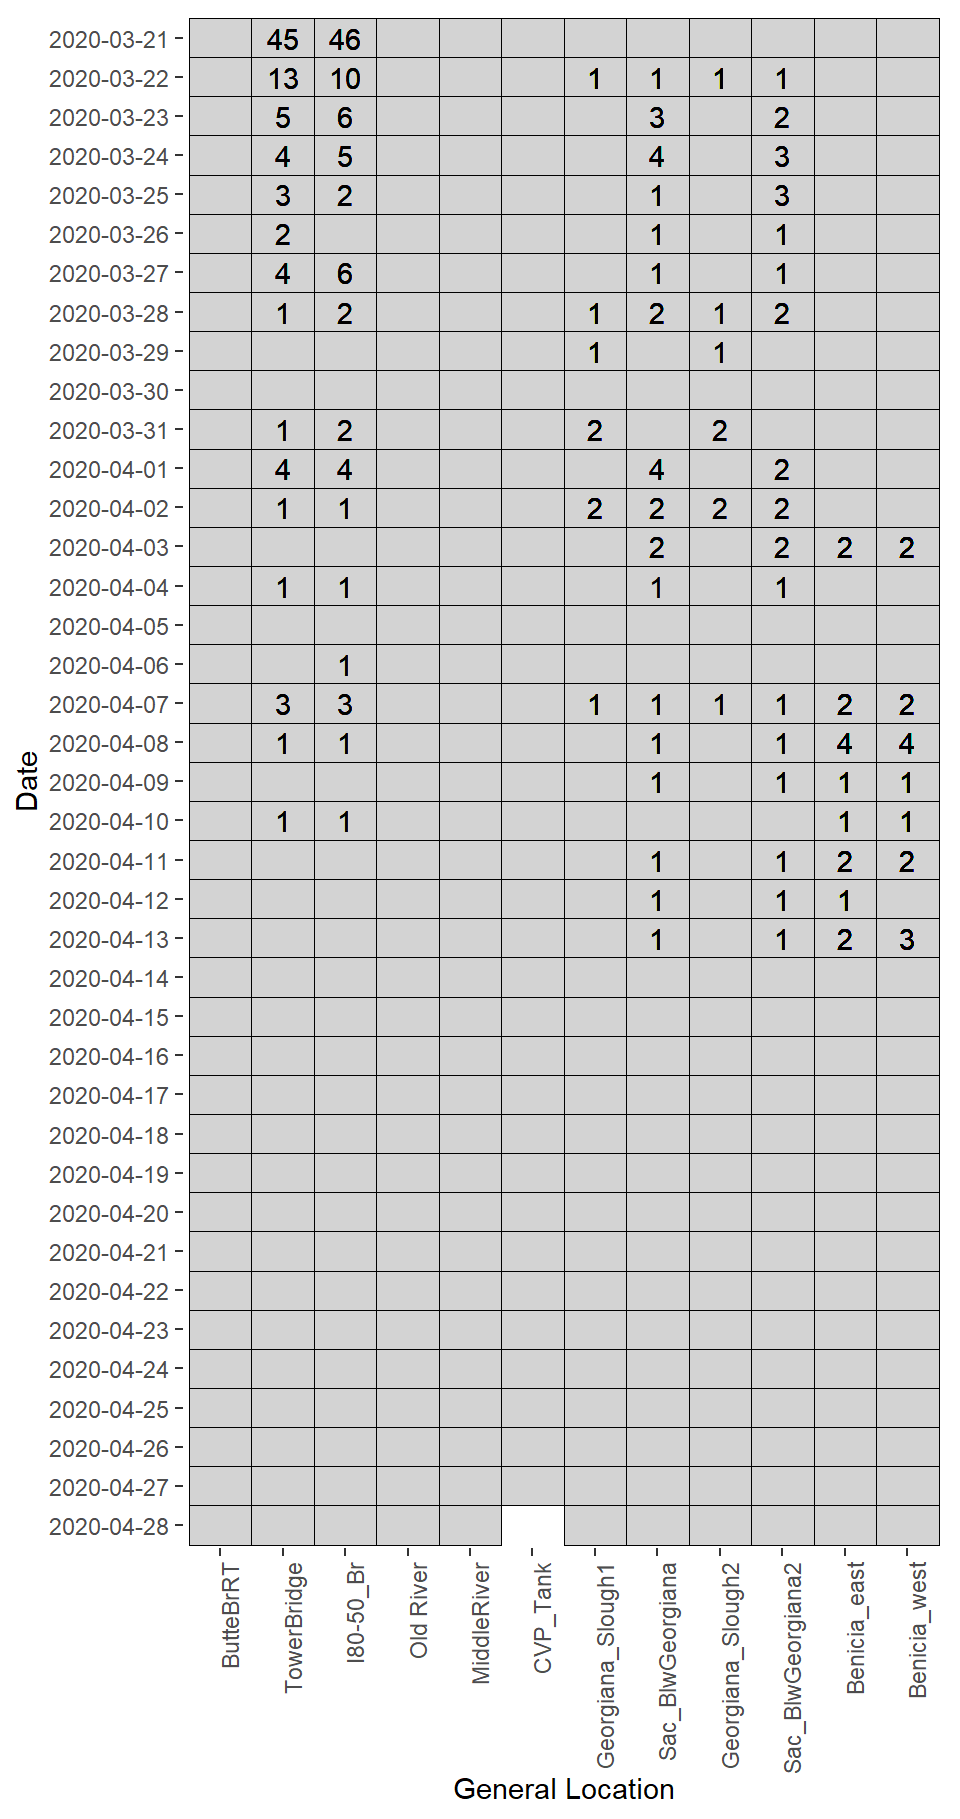 2020-03-21 45 46
2020-03-22 13 10 1 1 1 1
2020-03-23 5 6 3 2
2020-03-24 4 5 4 3
2020-03-25 3 2 1 3
2020-03-26 2 1 1
2020-03-27 4 6 1 1
2020-03-28 1 2 1 2 1 2
2020-03-29 1 1
2020-03-30
2020-03-31 1 2 2 2
2020-04-01 4 4 4 2
2020-04-02 1 1 2 2 2 2
2020-04-03 2 2 2 2
2020-04-04 1 1 1 1
2020-04-05
2020-04-06 1
2020-04-07 3 3 1 1 1 1 2 2
2020-04-08 1 1 1 1 4 4
2020-04-09 1 1 1 1
2020-04-10 1 1 1 1
2020-04-11 1 1 2 2
2020-04-12 1 1 1
2020-04-13 1 1 2 3
2020-04-14
2020-04-15
2020-04-16
2020-04-17
2020-04-18
2020-04-19
2020-04-20
2020-04-21
2020-04-22
2020-04-23
2020-04-24
2020-04-25
2020-04-26
2020-04-27
2020-04-28
Date
ButteBrRT
TowerBridge
I80-50_Br
Old River
MiddleRiver
CVP_Tank
Georgiana_Slough1
Sac_BlwGeorgiana
Georgiana_Slough2
Sac_BlwGeorgiana2
Benicia_east
Benicia_west
General Location